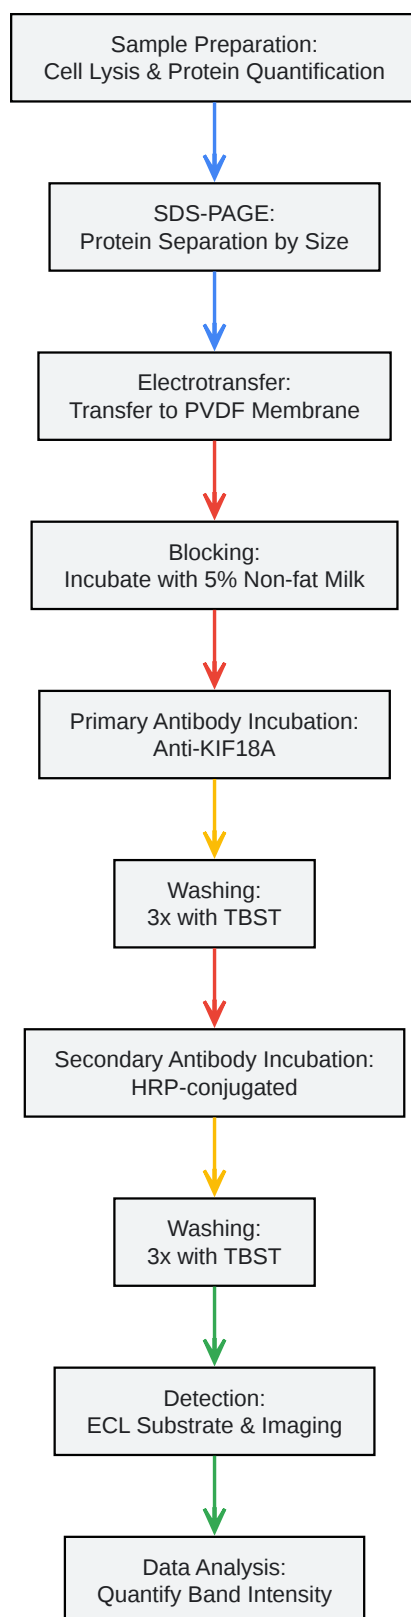 Sample Preparation:
Cell Lysis & Protein Quantification
SDS-PAGE:
Protein Separation by Size
Electrotransfer:
Transfer to PVDF Membrane
Blocking:
Incubate with 5% Non-fat Milk
Primary Antibody Incubation:
Anti-KIF18A
Washing:
3x with TBST
Secondary Antibody Incubation:
HRP-conjugated
Washing:
3x with TBST
Detection:
ECL Substrate & Imaging
Data Analysis:
Quantify Band Intensity